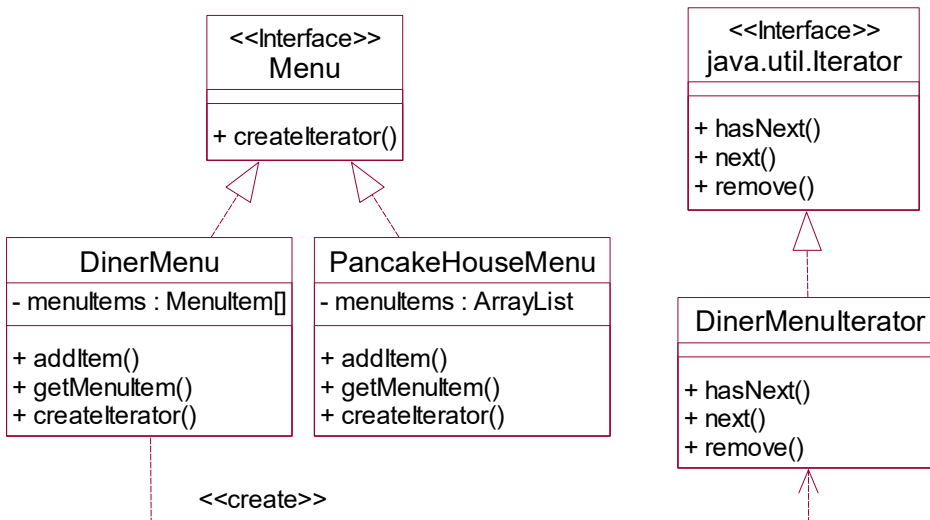 <<Interface>>
Menu
+ createIterator()
<<Interface>>
java.util.Iterator
+ hasNext()
+ next()
+ remove()
DinerMenu
- menuItems : MenuItem[]
+ addItem()
+ getMenuItem()
+ createIterator()
PancakeHouseMenu
- menuItems : ArrayList
+ addItem()
+ getMenuItem()
+ createIterator()
DinerMenuIterator
+ hasNext()
+ next()
+ remove()
<<create>>